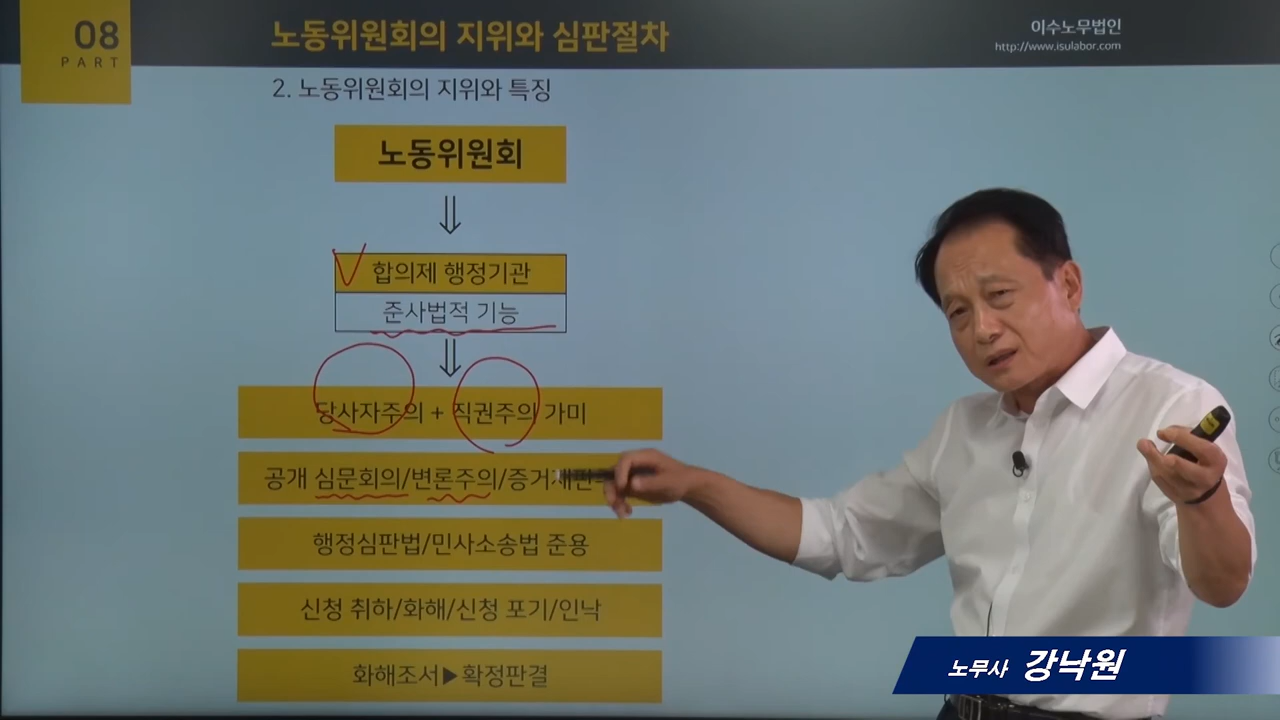 08
PART
노동위원회의 지위와 심판절차
이수노무법인
http://www.isulabor.com
2. 노동위원회의 지위와 특징
노동위원회
합의제 행정기관
준사법적 기능
당사자주의 + 직권주의 가미
공개 심문회의/변론주의/증거재판
행정심판법/민사소송법 준용
신청 취하/화해/신청 포기/인낙
화해조서▶확정판결
노무사 강낙원